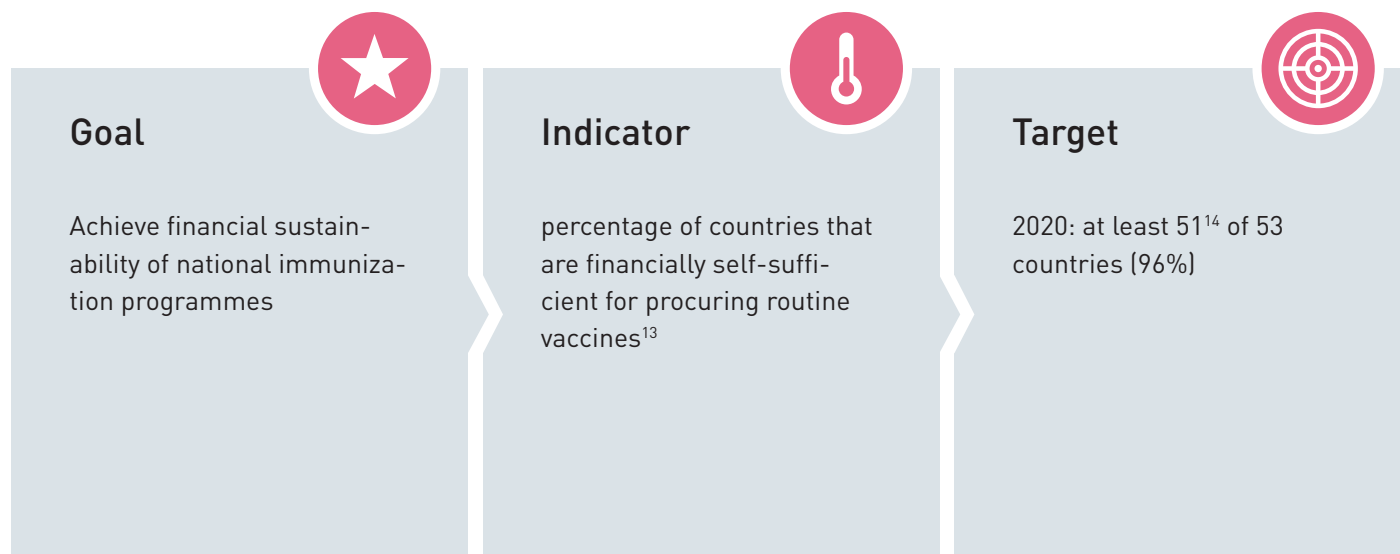 Goal
Achieve financial sustain-
ability of national immuniza-
tion programmes
Indicator
percentage of countries that
are financially self-suffi-
cient for procuring routine
vaccines¹³
Target
2020: at least 51¹⁴ of 53
countries (96%)